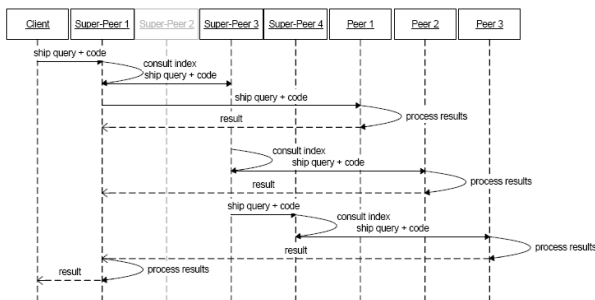 Client Super-Peer 1 Super-Peer 2 Super-Peer 3 Super-Peer 4 Peer 1 Peer 2 Peer 3
ship query + code
consult index
ship query + code
ship query + code
result
process results
consult index
ship query + code
result
process results
ship query + code
consult index
ship query + code
result
process results
process results
result